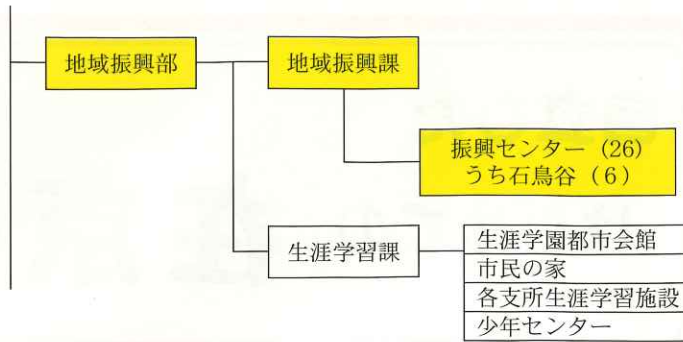 地域振興部
地域振興課
振興センター（26）
うち石鳥谷（6）
生涯学習課
生涯学園都市会館
市民の家
各支所生涯学習施設
少年センター